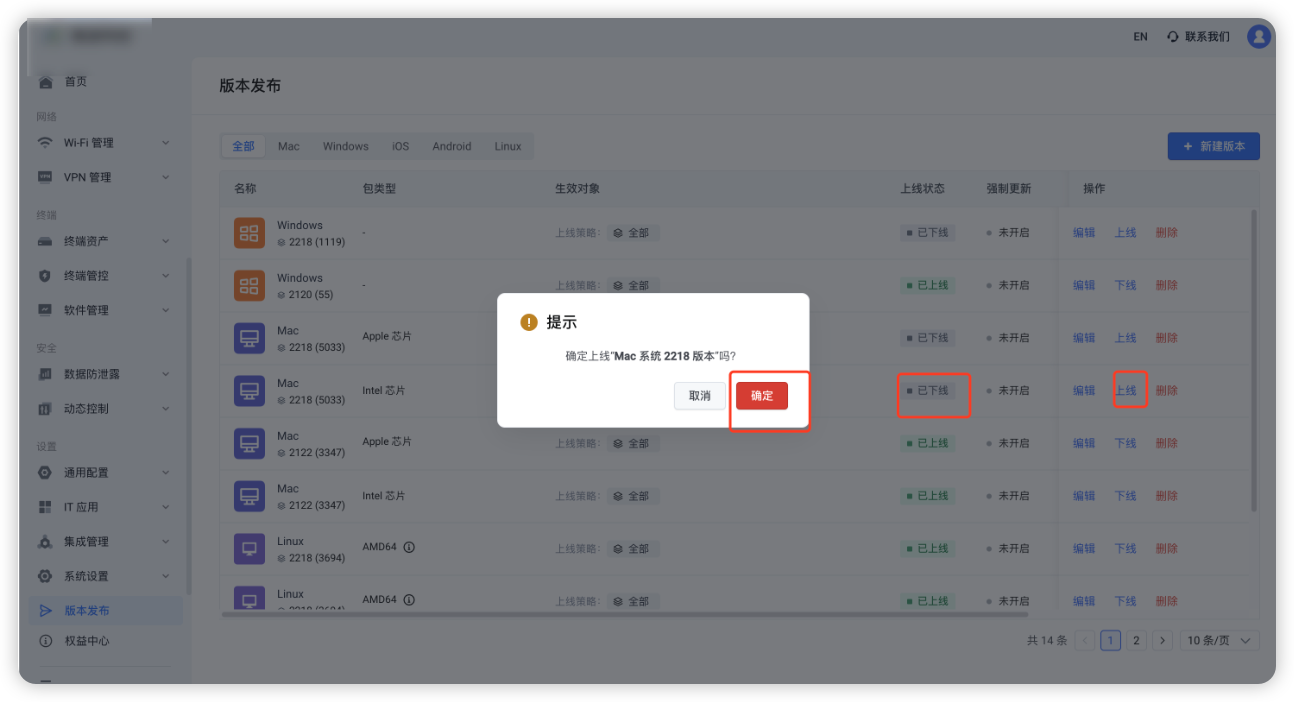 EN 联系我们
首页
网络
Wi-Fi 管理
VPN 管理
终端
终端资产
终端管控
软件管理
安全
数据防泄露
动态控制
设置
通用配置
IT 应用
集成管理
系统设置
版本发布
权益中心
版本发布
全部 Mac Windows iOS Android Linux
+ 新建版本
名称 包类型 生效对象 上线状态 强制更新 操作
Windows
2218 (1119) - 上线策略: 全部 已下线 未开启 编辑 上线 删除
Windows
2120 (55) - 上线策略: 全部 已上线 未开启 编辑 下线 删除
Mac
2218 (5033) Apple 芯片 已下线 未开启 编辑 上线 删除
Mac
2218 (5033) Intel 芯片 已下线 未开启 编辑 上线 删除
Mac
2122 (3347) Apple 芯片 上线策略: 全部 已上线 未开启 编辑 下线 删除
Mac
2122 (3347) Intel 芯片 上线策略: 全部 已上线 未开启 编辑 下线 删除
Linux
2218 (3694) AMD64 上线策略: 全部 已上线 未开启 编辑 下线 删除
Linux
AMD64 上线策略: 全部 已上线 未开启 编辑 下线 删除
提示
确定上线"Mac 系统 2218 版本"吗?
取消 确定
共 14 条 < 1 2 > 10 条/页